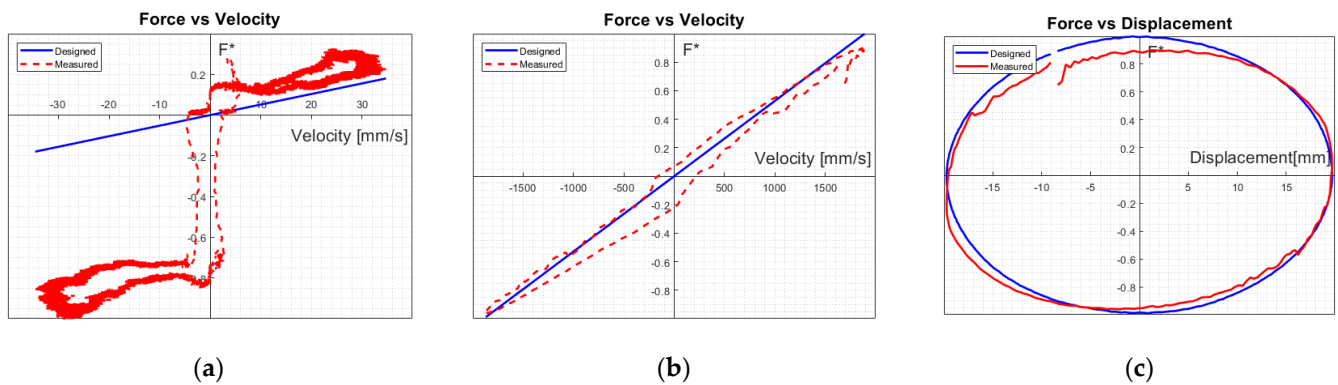 Force vs Velocity
Designed
Measured
F*
0.2
-30 -20 -10 10 20 30
Velocity [mm/s]
-0.2
-0.4
-0.6
-0.8
(a)
Force vs Velocity
Designed
Measured
F*
0.8
0.6
0.4
0.2
Velocity [mm/s]
-1500 -1000 -500 500 1000 1500
-0.2
-0.4
-0.6
-0.8
(b)
Force vs Displacement
Designed
Measured
F*
0.8
0.6
0.4
0.2
Displacement[mm]
-15 -10 -5 5 10 15
-0.2
-0.4
-0.6
-0.8
(c)